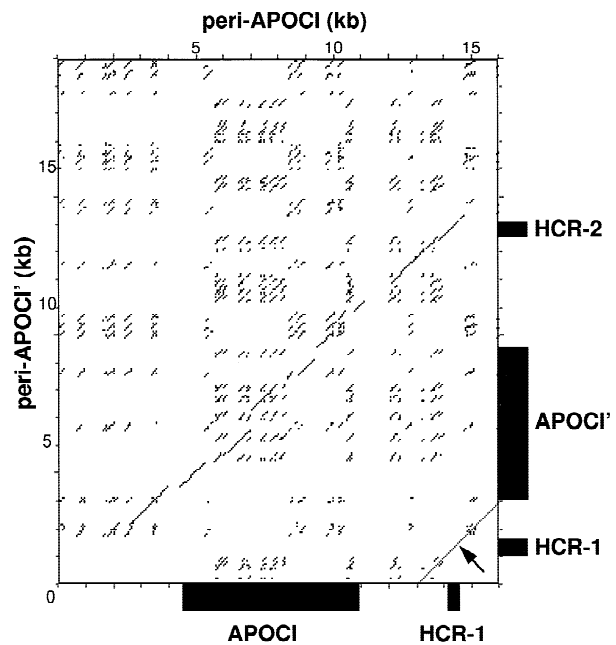 peri-APOCI (kb)
5 10 15
15
HCR-2
peri-APOCI' (kb)
10
APOCI'
5
HCR-1
0
APOCI HCR-1